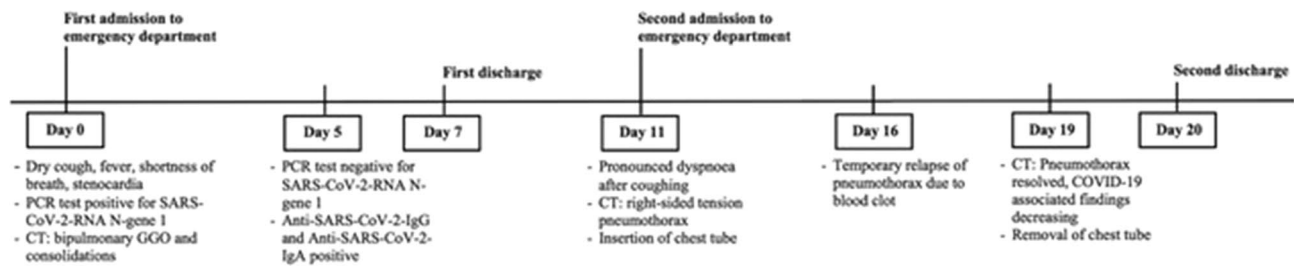 First admission to
emergency department
Second admission to
emergency department
First discharge
Second discharge
Day 0
Day 5
Day 7
Day 11
Day 16
Day 19
Day 20
- Dry cough, fever, shortness of
breath, stenocardia
- PCR test positive for SARS-
CoV-2-RNA N-gene 1
- CT: bipulmonary GGO and
consolidations
- PCR test negative for
SARS-CoV-2-RNA N-
gene 1
- Anti-SARS-CoV-2-IgG
and Anti-SARS-CoV-2-
IgA positive
- Pronounced dyspnoea
after coughing
- CT: right-sided tension
pneumothorax
- Insertion of chest tube
- Temporary relapse of
pneumothorax due to
blood clot
- CT: Pneumothorax
resolved, COVID-19
associated findings
decreasing
- Removal of chest tube